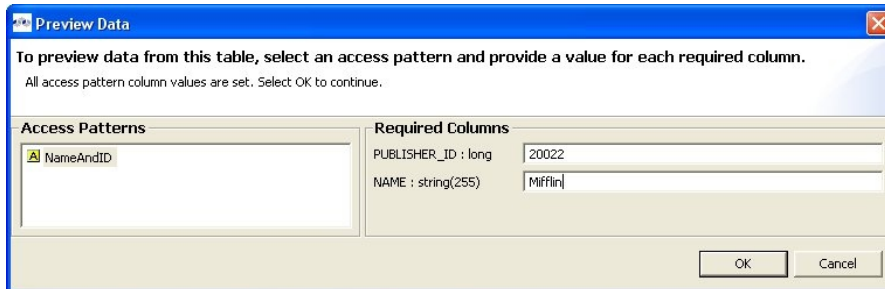 Preview Data
To preview data from this table, select an access pattern and provide a value for each required column.
All access pattern column values are set. Select OK to continue.
Access Patterns
A NameAndID
Required Columns
PUBLISHER_ID : long 20022
NAME : string(255) Mifflin
OK Cancel